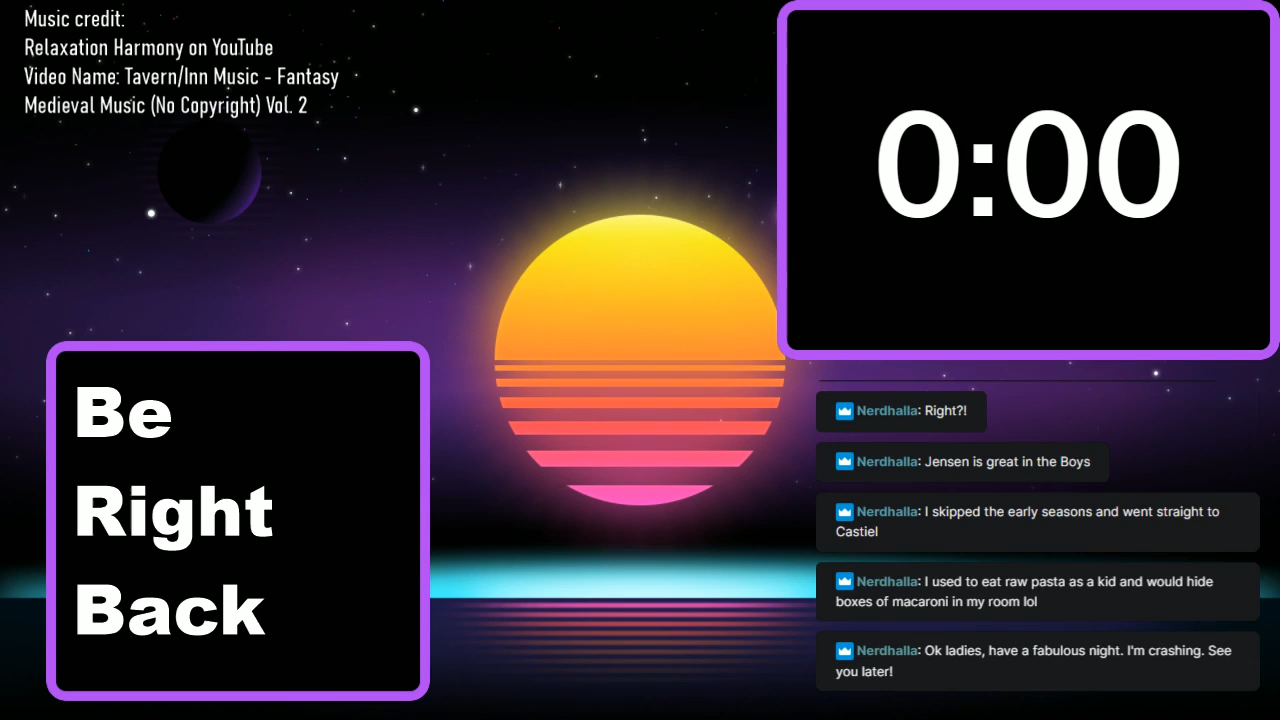 Music credit:
Relaxation Harmony on YouTube
Video Name: Tavern/Inn Music - Fantasy
Medieval Music (No Copyright) Vol. 2
0:00
Be
Right
Back
Nerdhalla: Right?!
Nerdhalla: Jensen is great in the Boys
Nerdhalla: I skipped the early seasons and went straight to
Castiel
Nerdhalla: I used to eat raw pasta as a kid and would hide
boxes of macaroni in my room lol
Nerdhalla: Ok ladies, have a fabulous night. I'm crashing. See
you later!